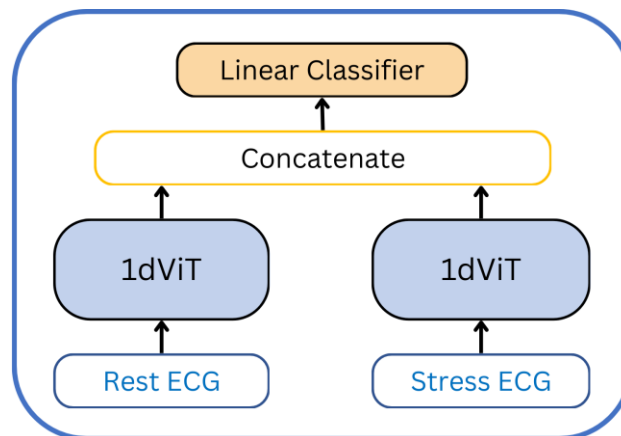 Linear Classifier
Concatenate
1dViT
1dViT
Rest ECG
Stress ECG